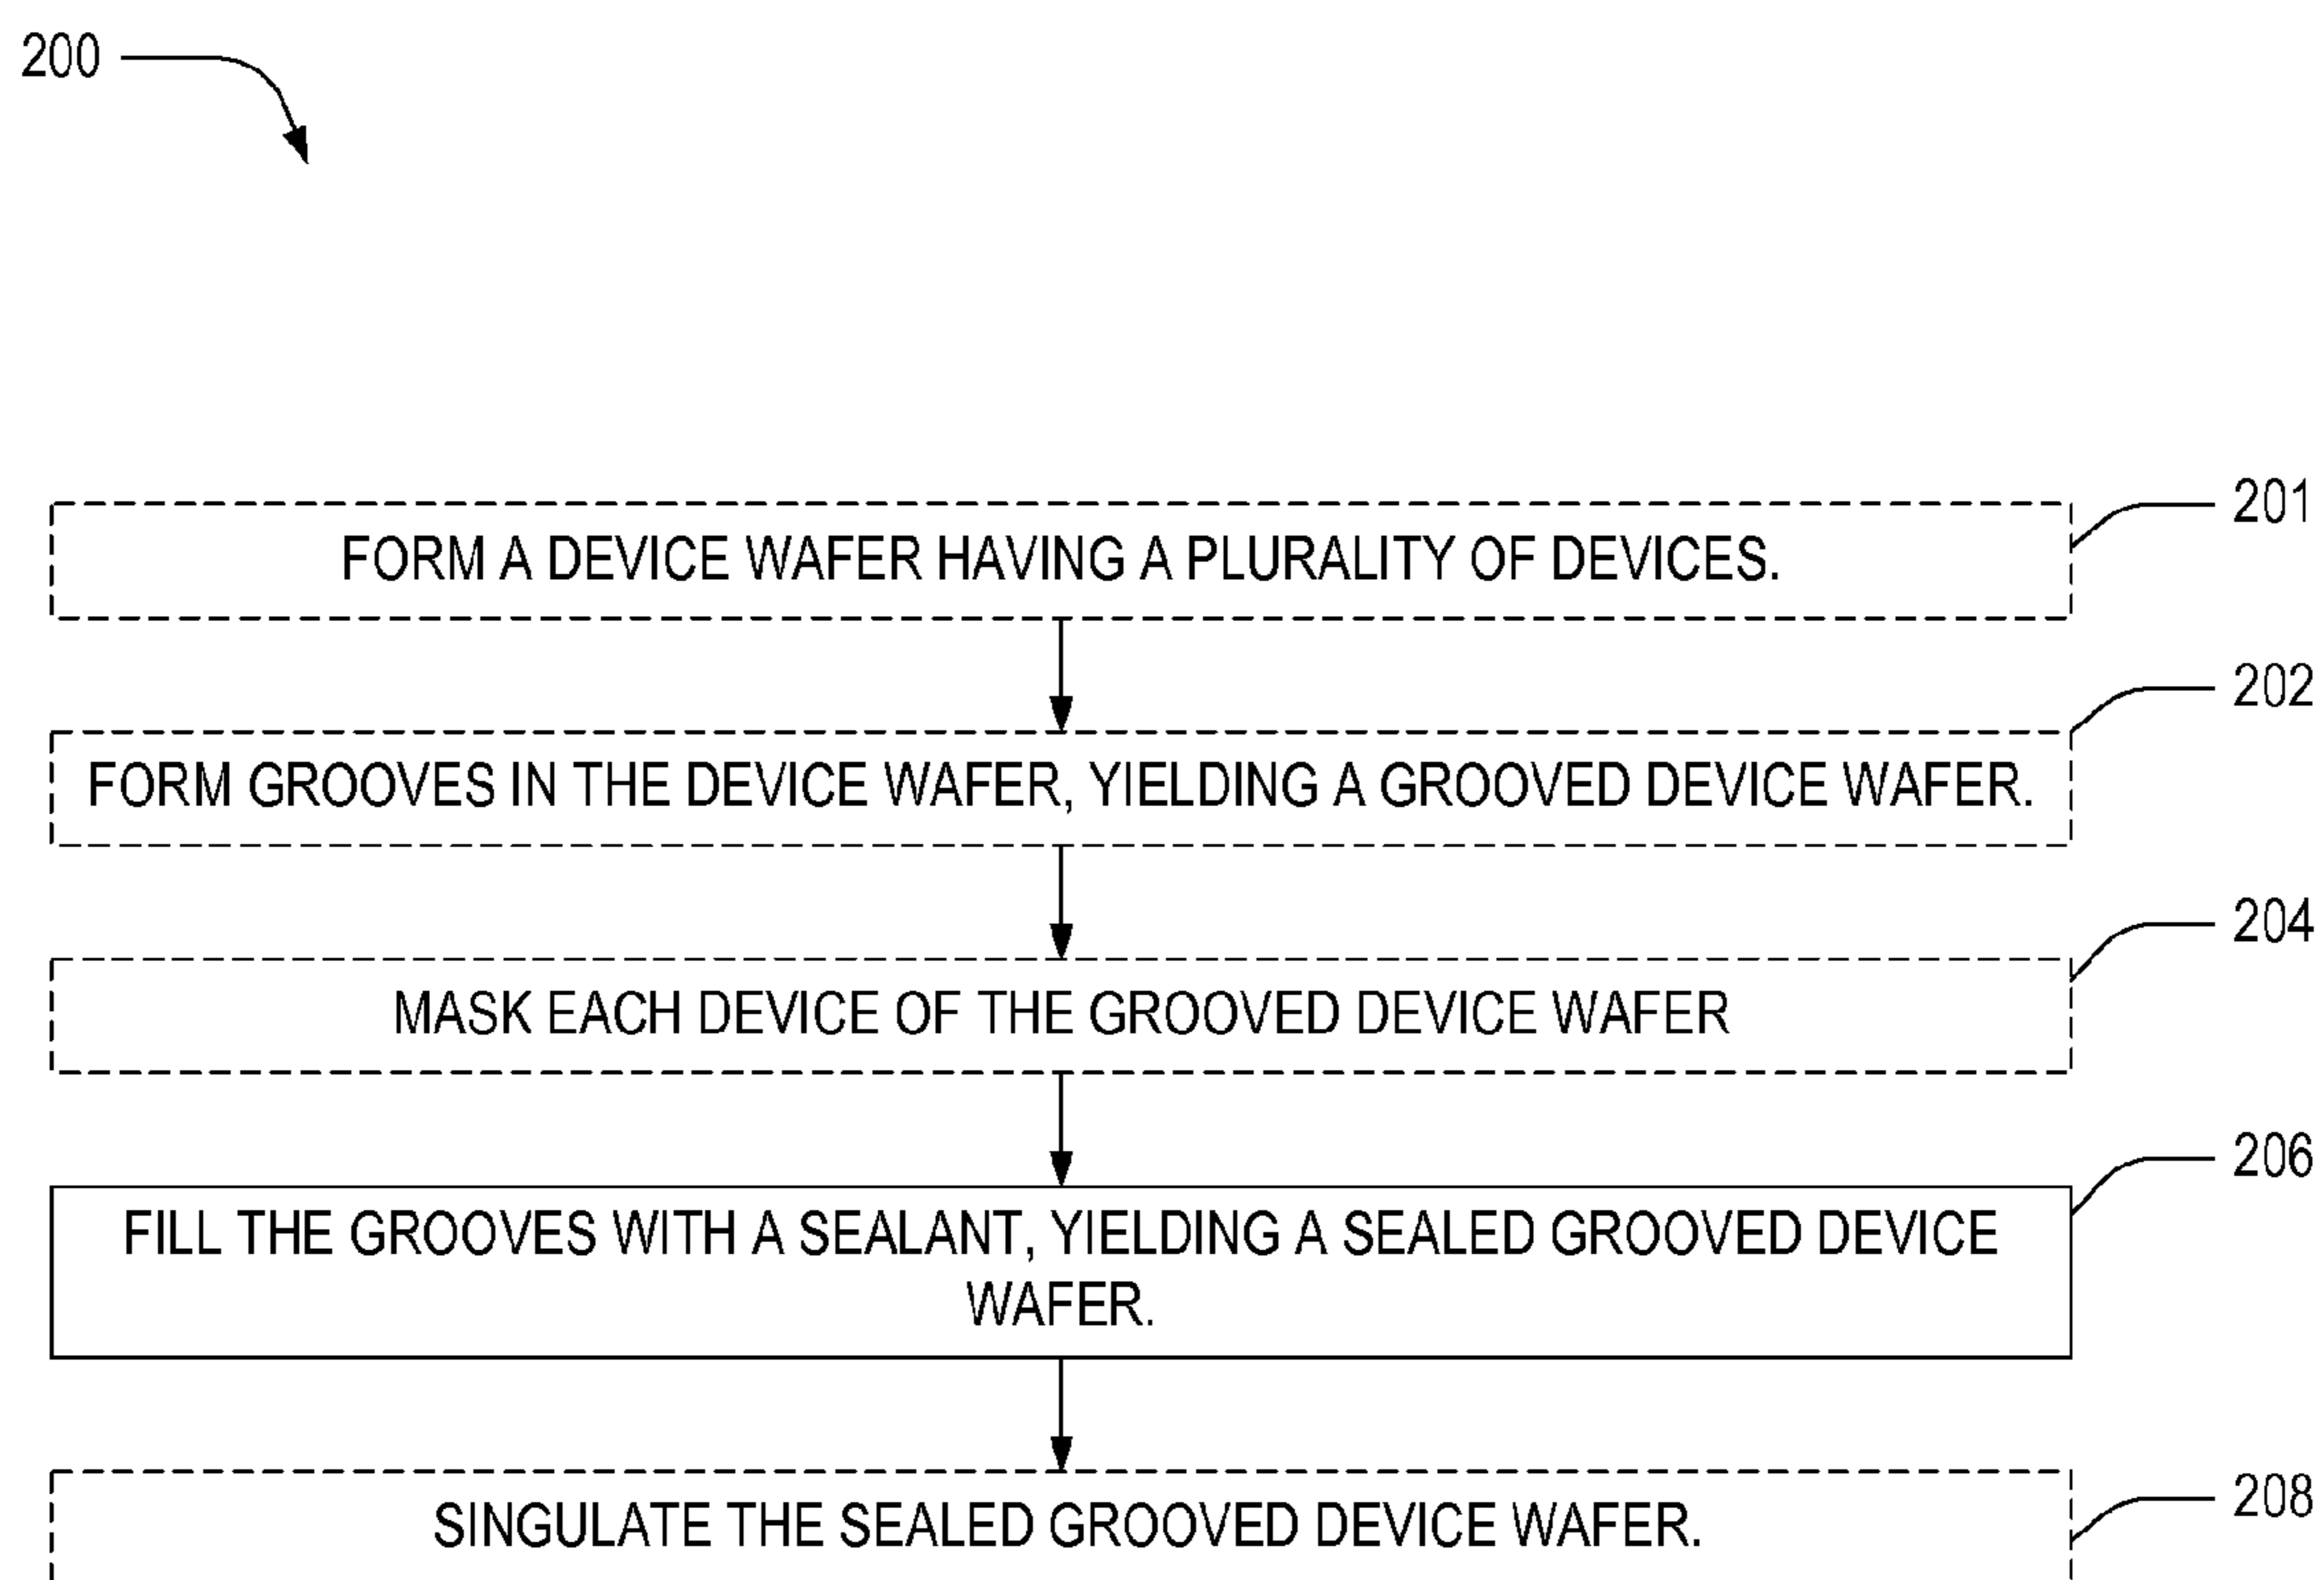 200
201
FORM A DEVICE WAFER HAVING A PLURALITY OF DEVICES.
202
FORM GROOVES IN THE DEVICE WAFER, YIELDING A GROOVED DEVICE WAFER.
204
MASK EACH DEVICE OF THE GROOVED DEVICE WAFER
206
FILL THE GROOVES WITH A SEALANT, YIELDING A SEALED GROOVED DEVICE
WAFER.
208
SINGULATE THE SEALED GROOVED DEVICE WAFER.